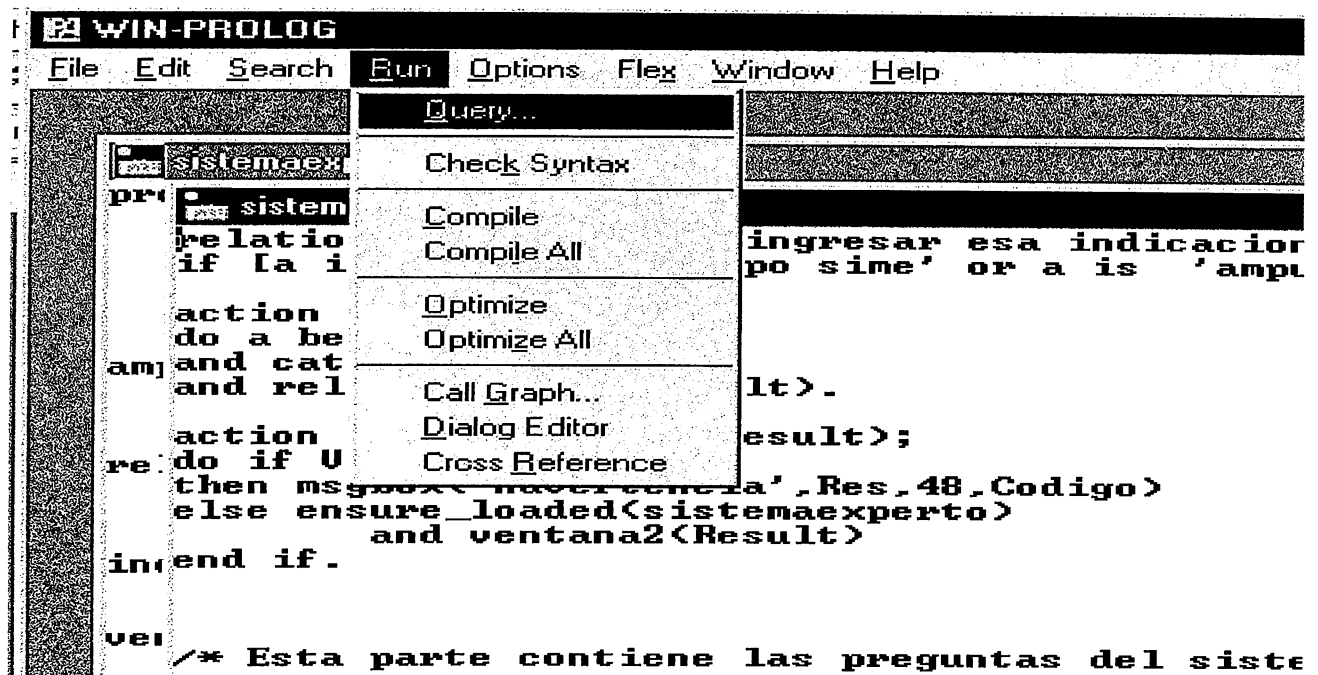 WIN-PROLOG
File Edit Search Run Options Flex Window Help
Query...
Check Syntax
Compile
Compile All
Optimize
Optimize All
Call Graph...
Dialog Editor
Cross Reference
sistemaex
sistem
relatio ingresar esa indicacion
if [a i po sime' or a is 'ampu
action
do a be
and cat
and rel lt).
action esult);
do if V
then msgbox( ,Res,48,Codigo)
else ensure_loaded(sistemaexperto)
and ventana2(Result)
end if.
/* Esta parte contiene las preguntas del siste